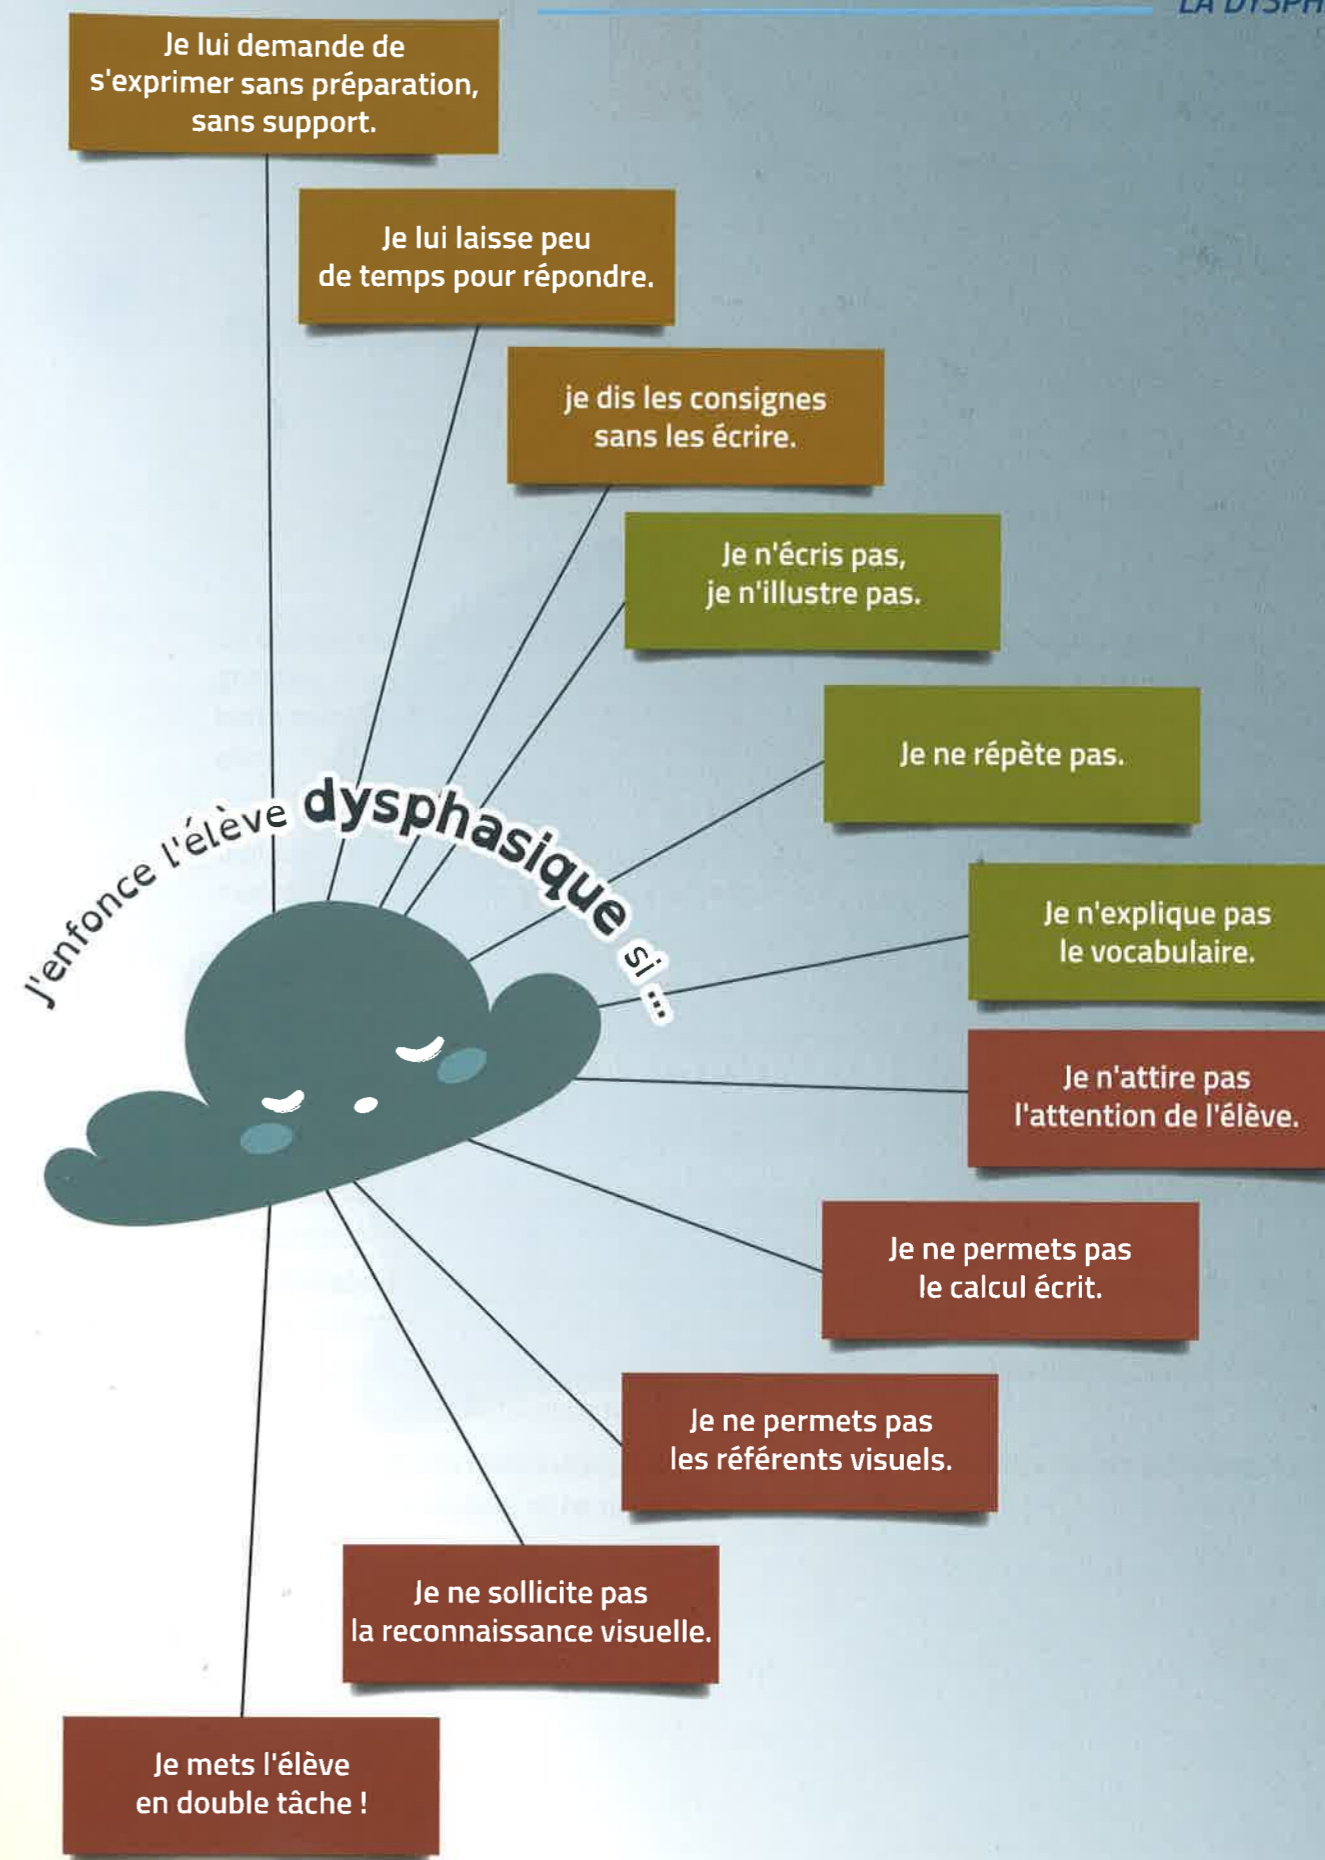 Je lui demande de
s'exprimer sans préparation,
sans support.
Je lui laisse peu
de temps pour répondre.
je dis les consignes
sans les écrire.
Je n'écris pas,
je n'illustre pas.
Je ne répète pas.
J'enfonce l'élève dysphasique si ...
Je n'explique pas
le vocabulaire.
Je n'attire pas
l'attention de l'élève.
Je ne permets pas
le calcul écrit.
Je ne permets pas
les référents visuels.
Je ne sollicite pas
la reconnaissance visuelle.
Je mets l'élève
en double tâche !